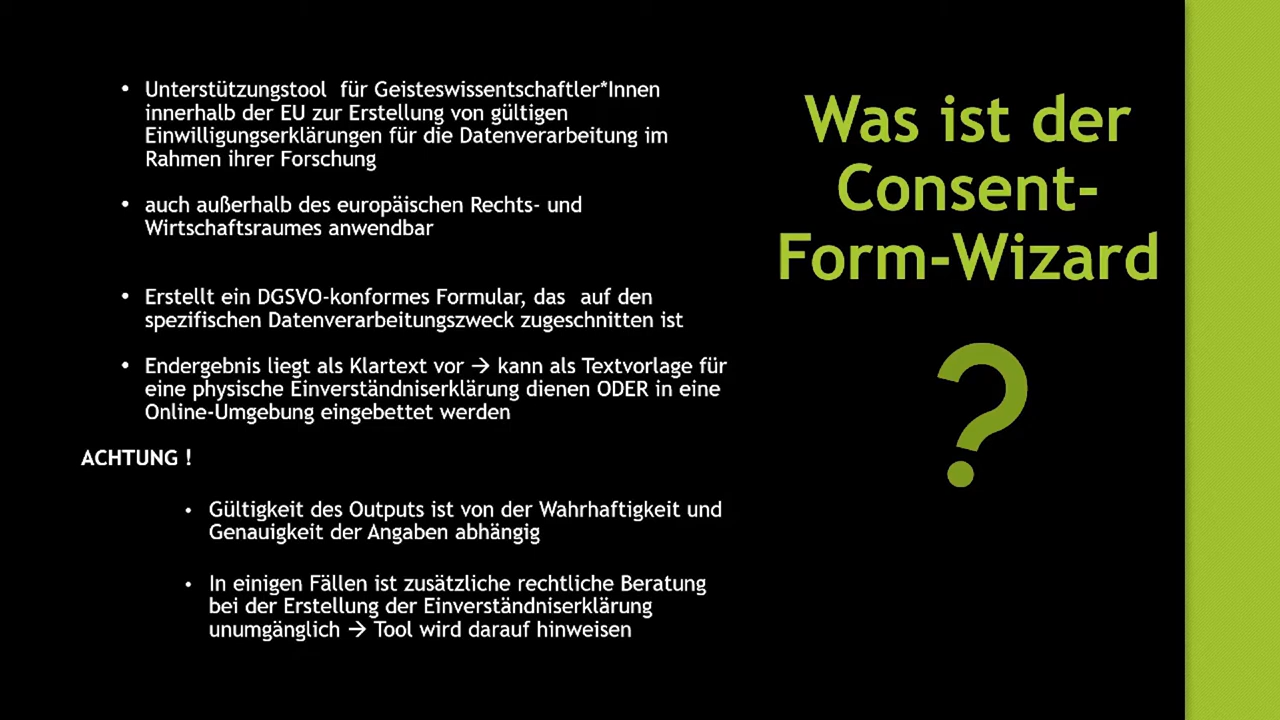 Was ist der
Consent-
Form-Wizard
?
• Unterstützungstool für Geisteswissentschaftler*Innen
innerhalb der EU zur Erstellung von gültigen
Einwilligungserklärungen für die Datenverarbeitung im
Rahmen ihrer Forschung
• auch außerhalb des europäischen Rechts- und
Wirtschaftsraumes anwendbar
• Erstellt ein DGSVO-konformes Formular, das auf den
spezifischen Datenverarbeitungszweck zugeschnitten ist
• Endergebnis liegt als Klartext vor → kann als Textvorlage für
eine physische Einverständniserklärung dienen ODER in eine
Online-Umgebung eingebettet werden
ACHTUNG !
• Gültigkeit des Outputs ist von der Wahrhaftigkeit und
Genauigkeit der Angaben abhängig
• In einigen Fällen ist zusätzliche rechtliche Beratung
bei der Erstellung der Einverständniserklärung
unumgänglich → Tool wird darauf hinweisen